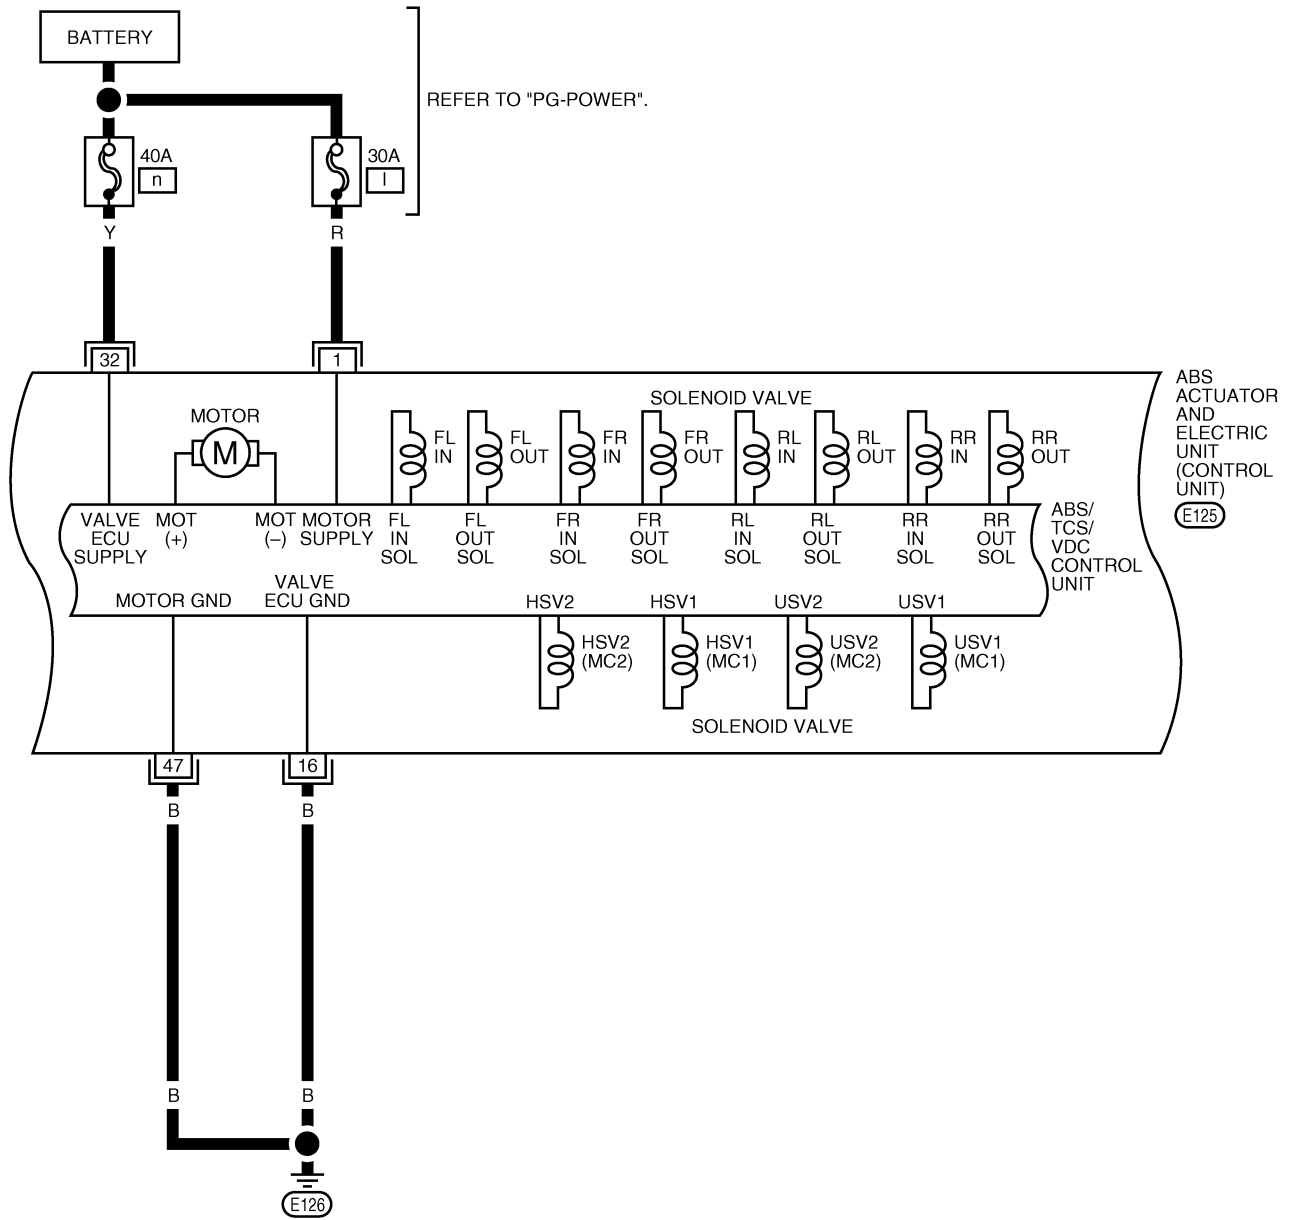 BATTERY
REFER TO "PG-POWER".
40A
n
30A
l
Y
R
32
1
ABS
ACTUATOR
AND
ELECTRIC
UNIT
(CONTROL
UNIT)
E125
SOLENOID VALVE
MOTOR
M
FL
IN
FL
OUT
FR
IN
FR
OUT
RL
IN
RL
OUT
RR
IN
RR
OUT
VALVE
ECU
SUPPLY
MOT
(+)
MOT
(–)
MOTOR
SUPPLY
FL
IN
SOL
FL
OUT
SOL
FR
IN
SOL
FR
OUT
SOL
RL
IN
SOL
RL
OUT
SOL
RR
IN
SOL
RR
OUT
SOL
ABS/
TCS/
VDC
CONTROL
UNIT
MOTOR GND
VALVE
ECU GND
HSV2
HSV1
USV2
USV1
HSV2
(MC2)
HSV1
(MC1)
USV2
(MC2)
USV1
(MC1)
SOLENOID VALVE
47
16
B
B
B
B
E126